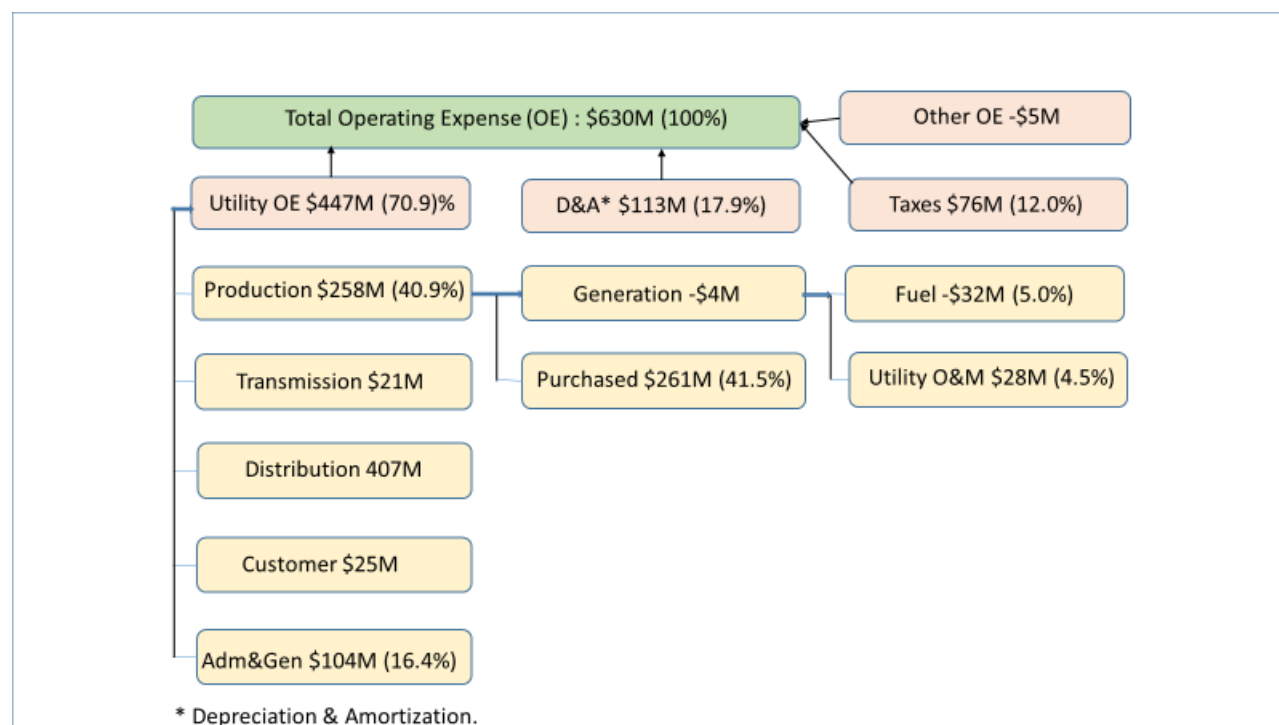 Total Operating Expense (OE) : $630M (100%)
Other OE -$5M
Utility OE $447M (70.9)%
D&A* $113M (17.9%)
Taxes $76M (12.0%)
Production $258M (40.9%)
Generation -$4M
Fuel -$32M (5.0%)
Transmission $21M
Purchased $261M (41.5%)
Utility O&M $28M (4.5%)
Distribution 407M
Customer $25M
Adm&Gen $104M (16.4%)
* Depreciation & Amortization.